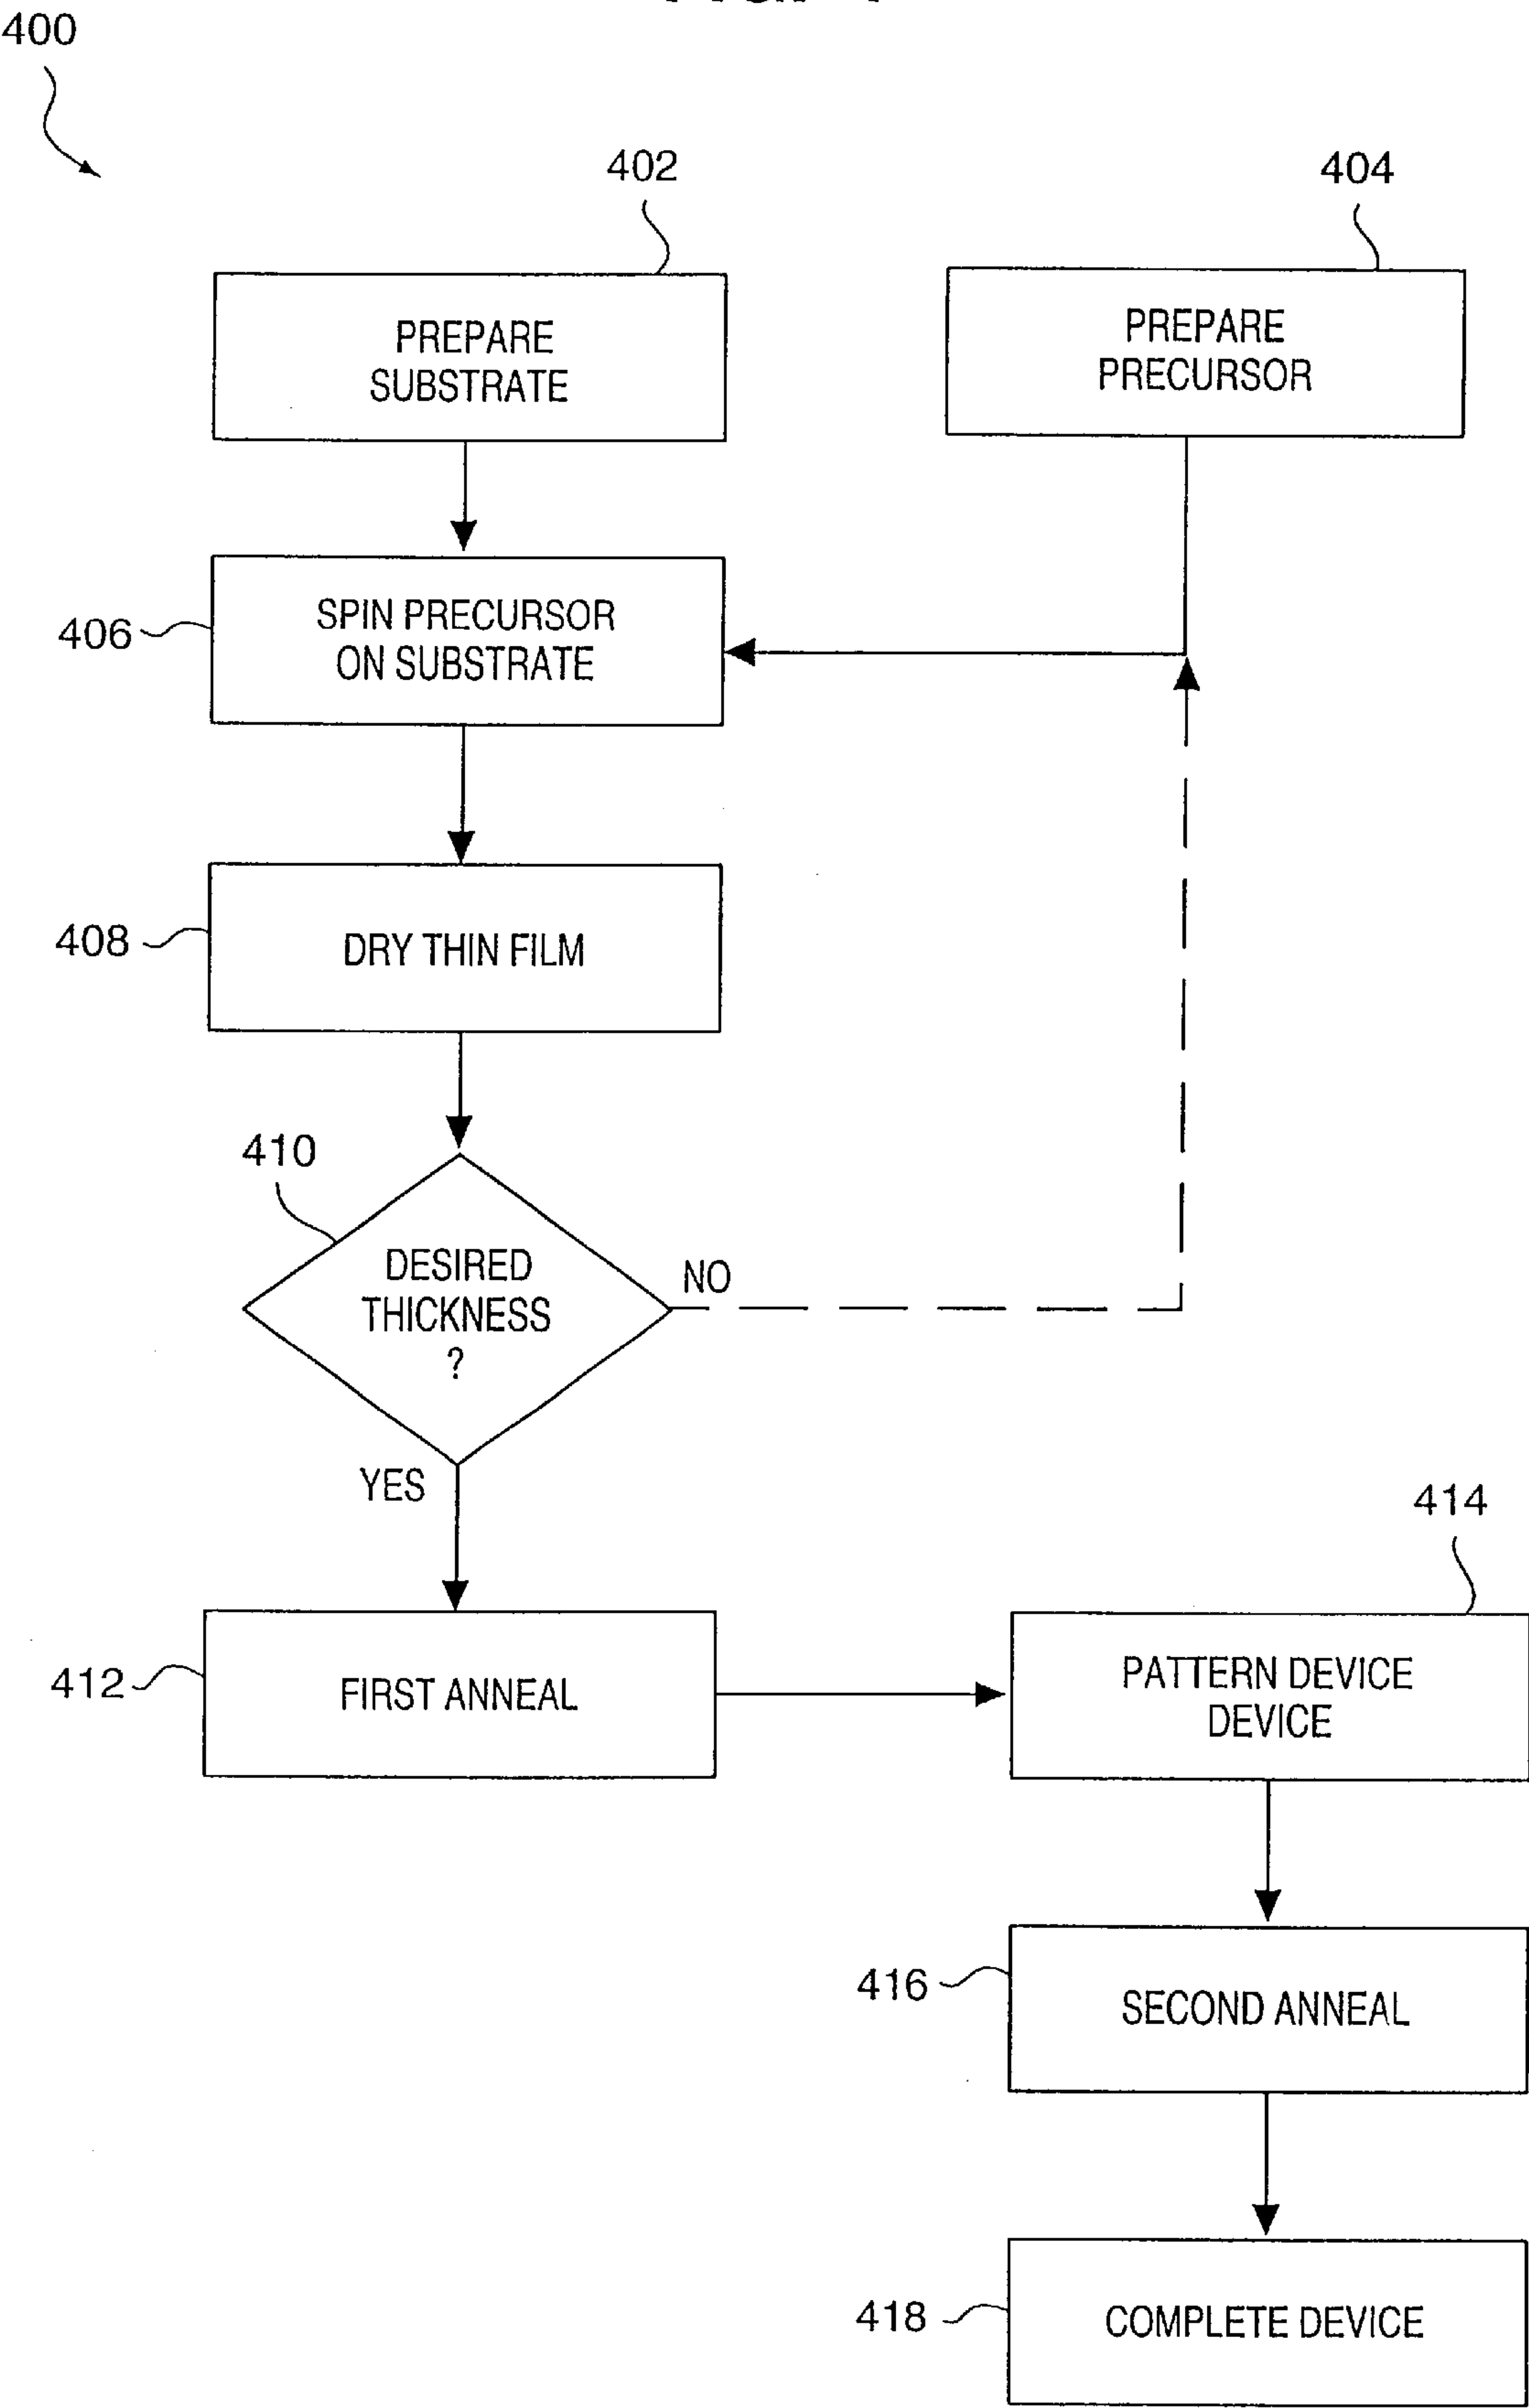 400
402
404
PREPARE
SUBSTRATE
PREPARE
PRECURSOR
406
SPIN PRECURSOR
ON SUBSTRATE
408
DRY THIN FILM
410
DESIRED
THICKNESS
?
NO
YES
412
FIRST ANNEAL
414
PATTERN DEVICE
DEVICE
416
SECOND ANNEAL
418
COMPLETE DEVICE